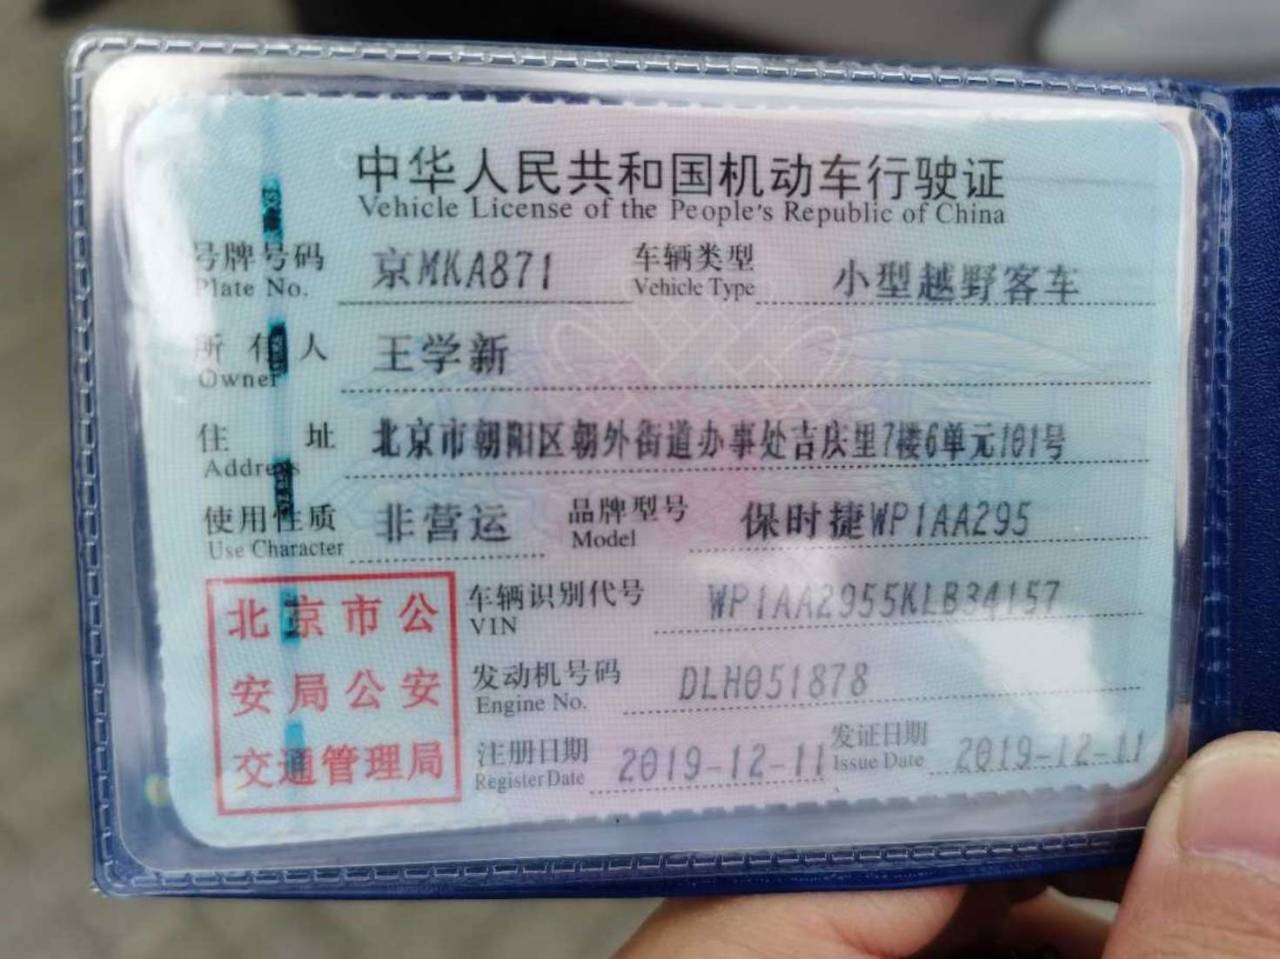 中华人民共和国机动车行驶证
Vehicle License of the People's Republic of China
号牌号码 京MKA871 车辆类型 小型越野客车
Plate No. Vehicle Type
所有人 王学新
Owner
住址 北京市朝阳区朝外街道办事处吉庆里7楼6单元101号
Address
使用性质 非营运 品牌型号 保时捷WP1AA295
Use Character Model
车辆识别代号 WP1AA2955KLB34157
VIN
发动机号码 DLH051878
Engine No.
注册日期 2019-12-11 发证日期 2019-12-11
Register Date Issue Date
北京市公
安局公安
交通管理局